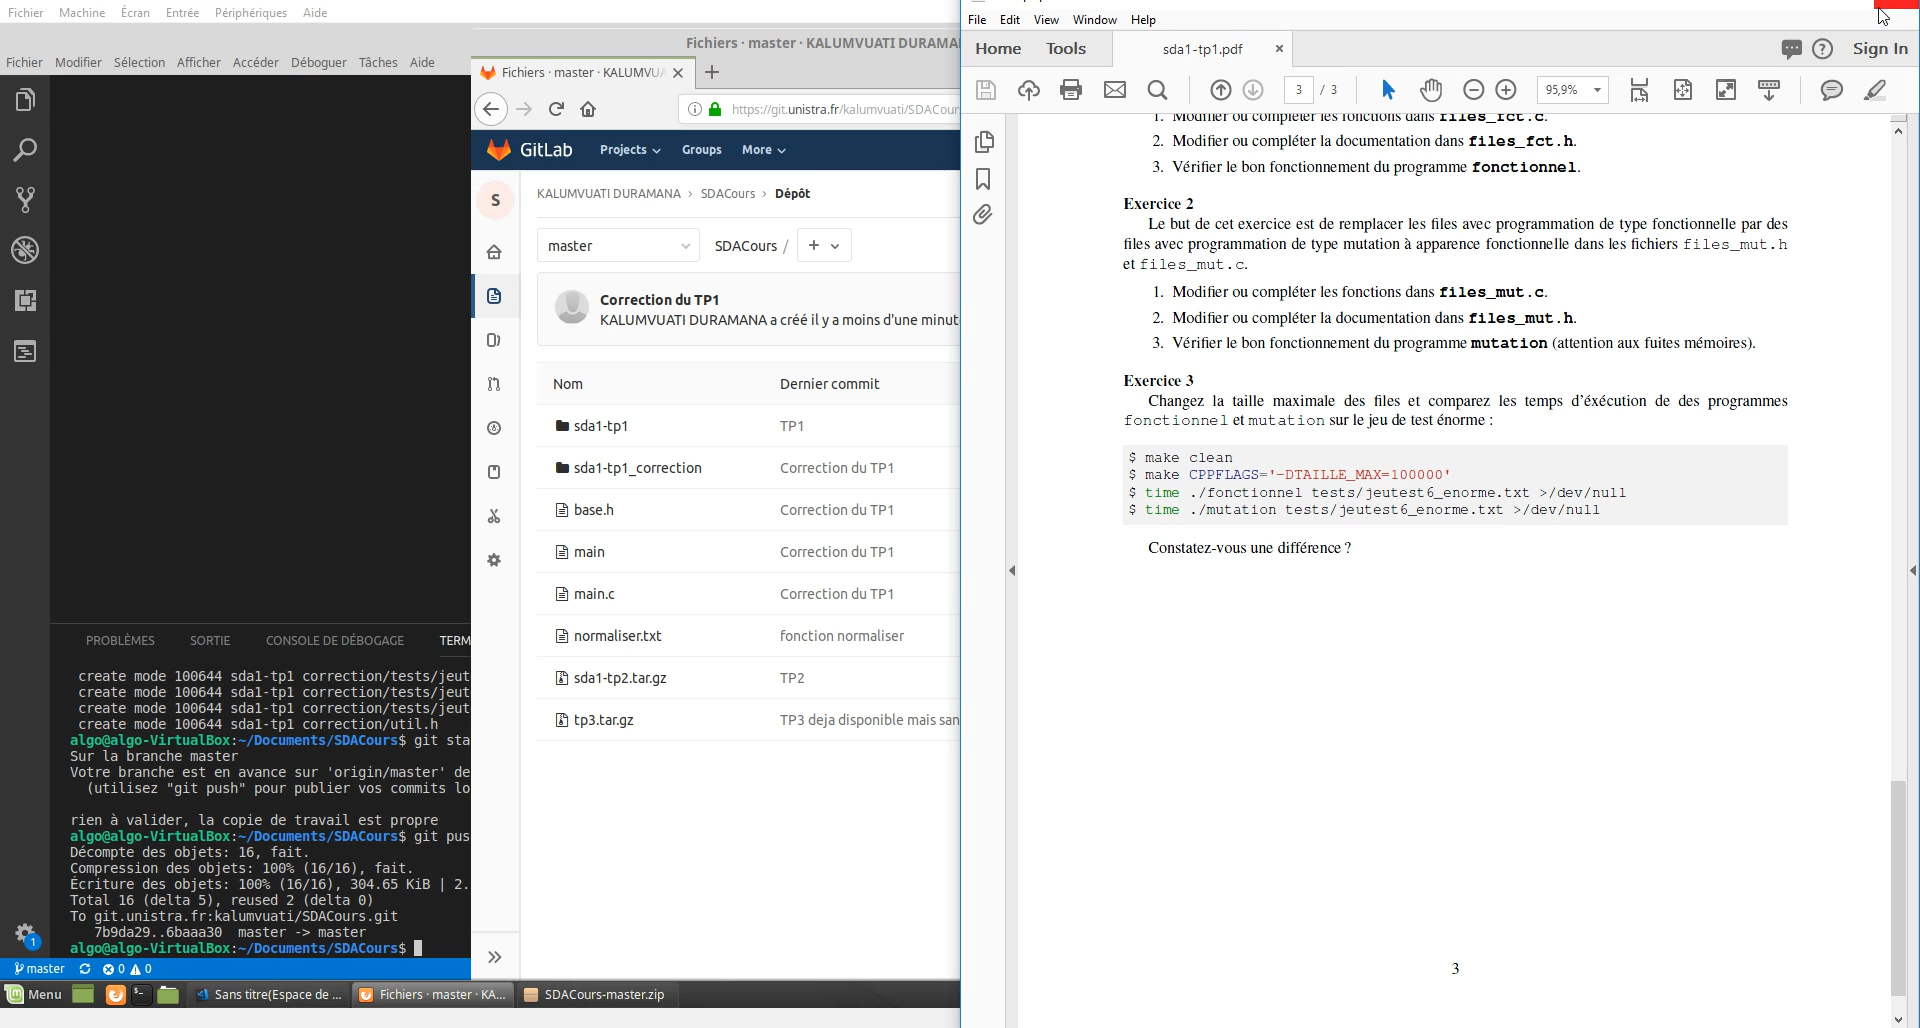 Fichier Machine Écran Entrée Périphériques Aide
Fichier Modifier Sélection Afficher Accéder Déboguer Tâches Aide
PROBLÈMES SORTIE CONSOLE DE DÉBOGAGE TERM
create mode 100644 sda1-tp1 correction/tests/jeut
create mode 100644 sda1-tp1 correction/tests/jeut
create mode 100644 sda1-tp1 correction/tests/jeut
create mode 100644 sda1-tp1 correction/util.h
algo@algo-VirtualBox:~/Documents/SDACours$ git sta
Sur la branche master
Votre branche est en avance sur 'origin/master' de
(utilisez "git push" pour publier vos commits lo
rien à valider, la copie de travail est propre
algo@algo-VirtualBox:~/Documents/SDACours$ git pus
Décompte des objets: 16, fait.
Compression des objets: 100% (16/16), fait.
Écriture des objets: 100% (16/16), 304.65 KiB | 2.
Total 16 (delta 5), reused 2 (delta 0)
To git.unistra.fr:kalumvuati/SDACours.git
7b9da29..6baaa30 master -> master
algo@algo-VirtualBox:~/Documents/SDACours$
1
master 0 0
Fichiers · master · KALUMVUATI DURAMA
Fichiers · master · KALUMVUA
https://git.unistra.fr/kalumvuati/SDACour
GitLab Projects Groups More
S
KALUMVUATI DURAMANA > SDACours > Dépôt
master SDACours / +
Correction du TP1
KALUMVUATI DURAMANA a créé il y a moins d'une minut
Nom Dernier commit
sda1-tp1 TP1
sda1-tp1_correction Correction du TP1
base.h Correction du TP1
main Correction du TP1
main.c Correction du TP1
normaliser.txt fonction normaliser
sda1-tp2.tar.gz TP2
tp3.tar.gz TP3 deja disponible mais san
Menu Sans titre(Espace de ... Fichiers · master · KA... SDACours-master.zip
File Edit View Window Help
Home Tools sda1-tp1.pdf Sign In
3 / 3 95,9%
1. Modifier ou compléter les fonctions dans files_fct.c.
2. Modifier ou compléter la documentation dans files_fct.h.
3. Vérifier le bon fonctionnement du programme fonctionnel.
Exercice 2
Le but de cet exercice est de remplacer les files avec programmation de type fonctionnelle par des
files avec programmation de type mutation à apparence fonctionnelle dans les fichiers files_mut.h
et files_mut.c.
1. Modifier ou compléter les fonctions dans files_mut.c.
2. Modifier ou compléter la documentation dans files_mut.h.
3. Vérifier le bon fonctionnement du programme mutation (attention aux fuites mémoires).
Exercice 3
Changez la taille maximale des files et comparez les temps d'éxécution de des programmes
fonctionnel et mutation sur le jeu de test énorme :
$ make clean
$ make CPPFLAGS='-DTAILLE_MAX=100000'
$ time ./fonctionnel tests/jeutest6_enorme.txt >/dev/null
$ time ./mutation tests/jeutest6_enorme.txt >/dev/null
Constatez-vous une différence ?
3